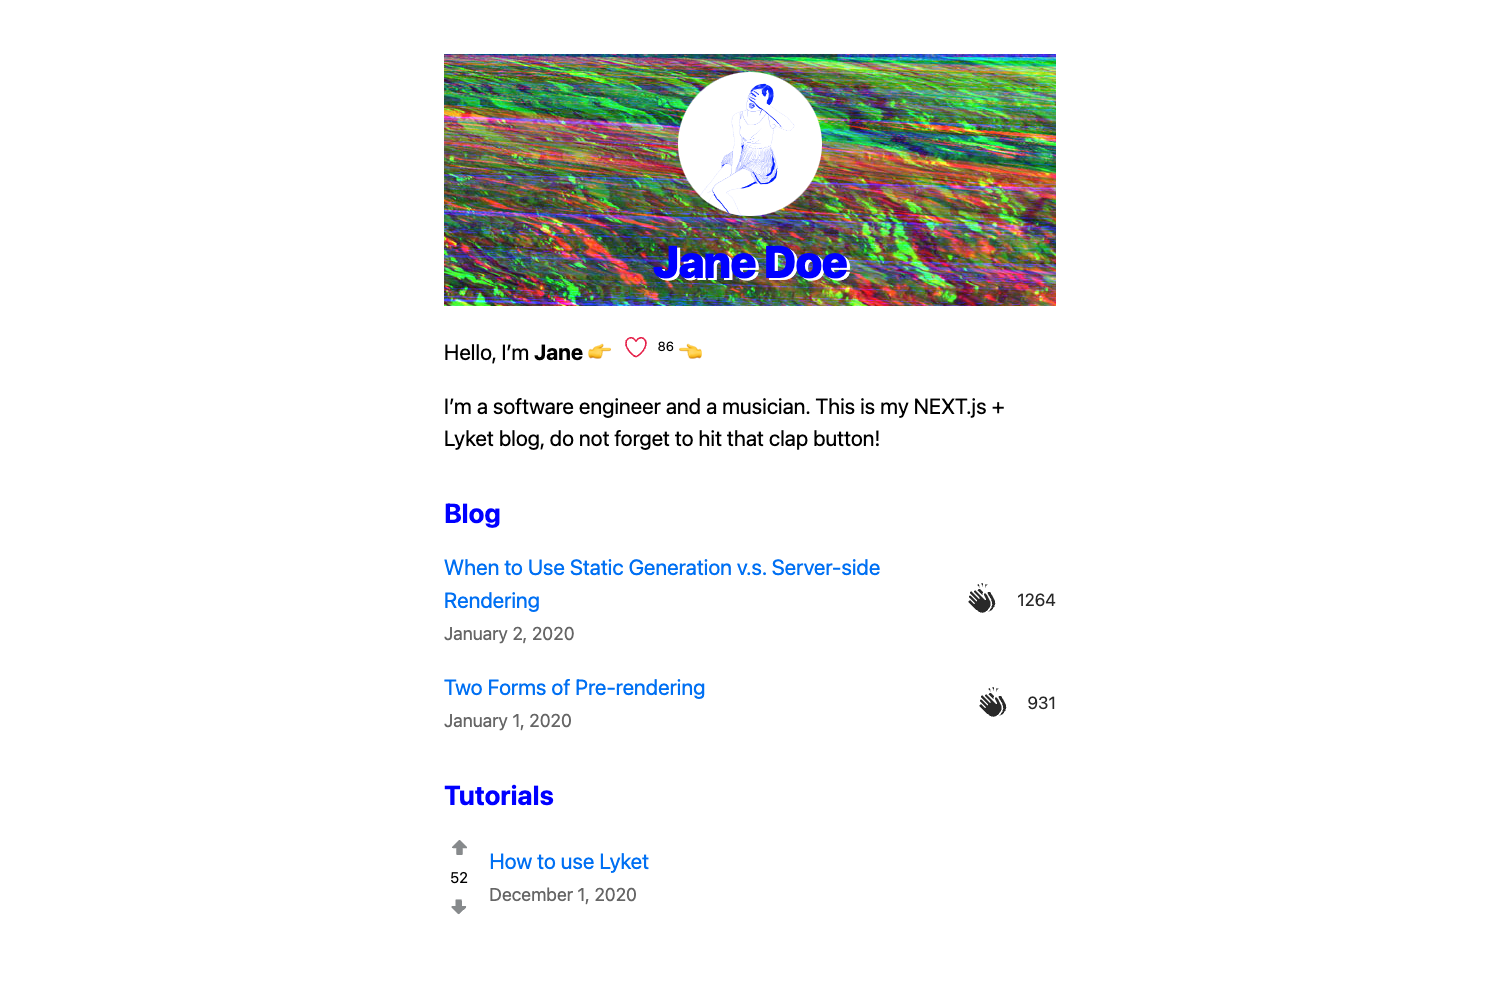 Jane Doe
Hello, I’m Jane 👉 86 👈
I’m a software engineer and a musician. This is my NEXT.js +
Lyket blog, do not forget to hit that clap button!
Blog
When to Use Static Generation v.s. Server-side
Rendering
1264
January 2, 2020
Two Forms of Pre-rendering
931
January 1, 2020
Tutorials
52
How to use Lyket
December 1, 2020